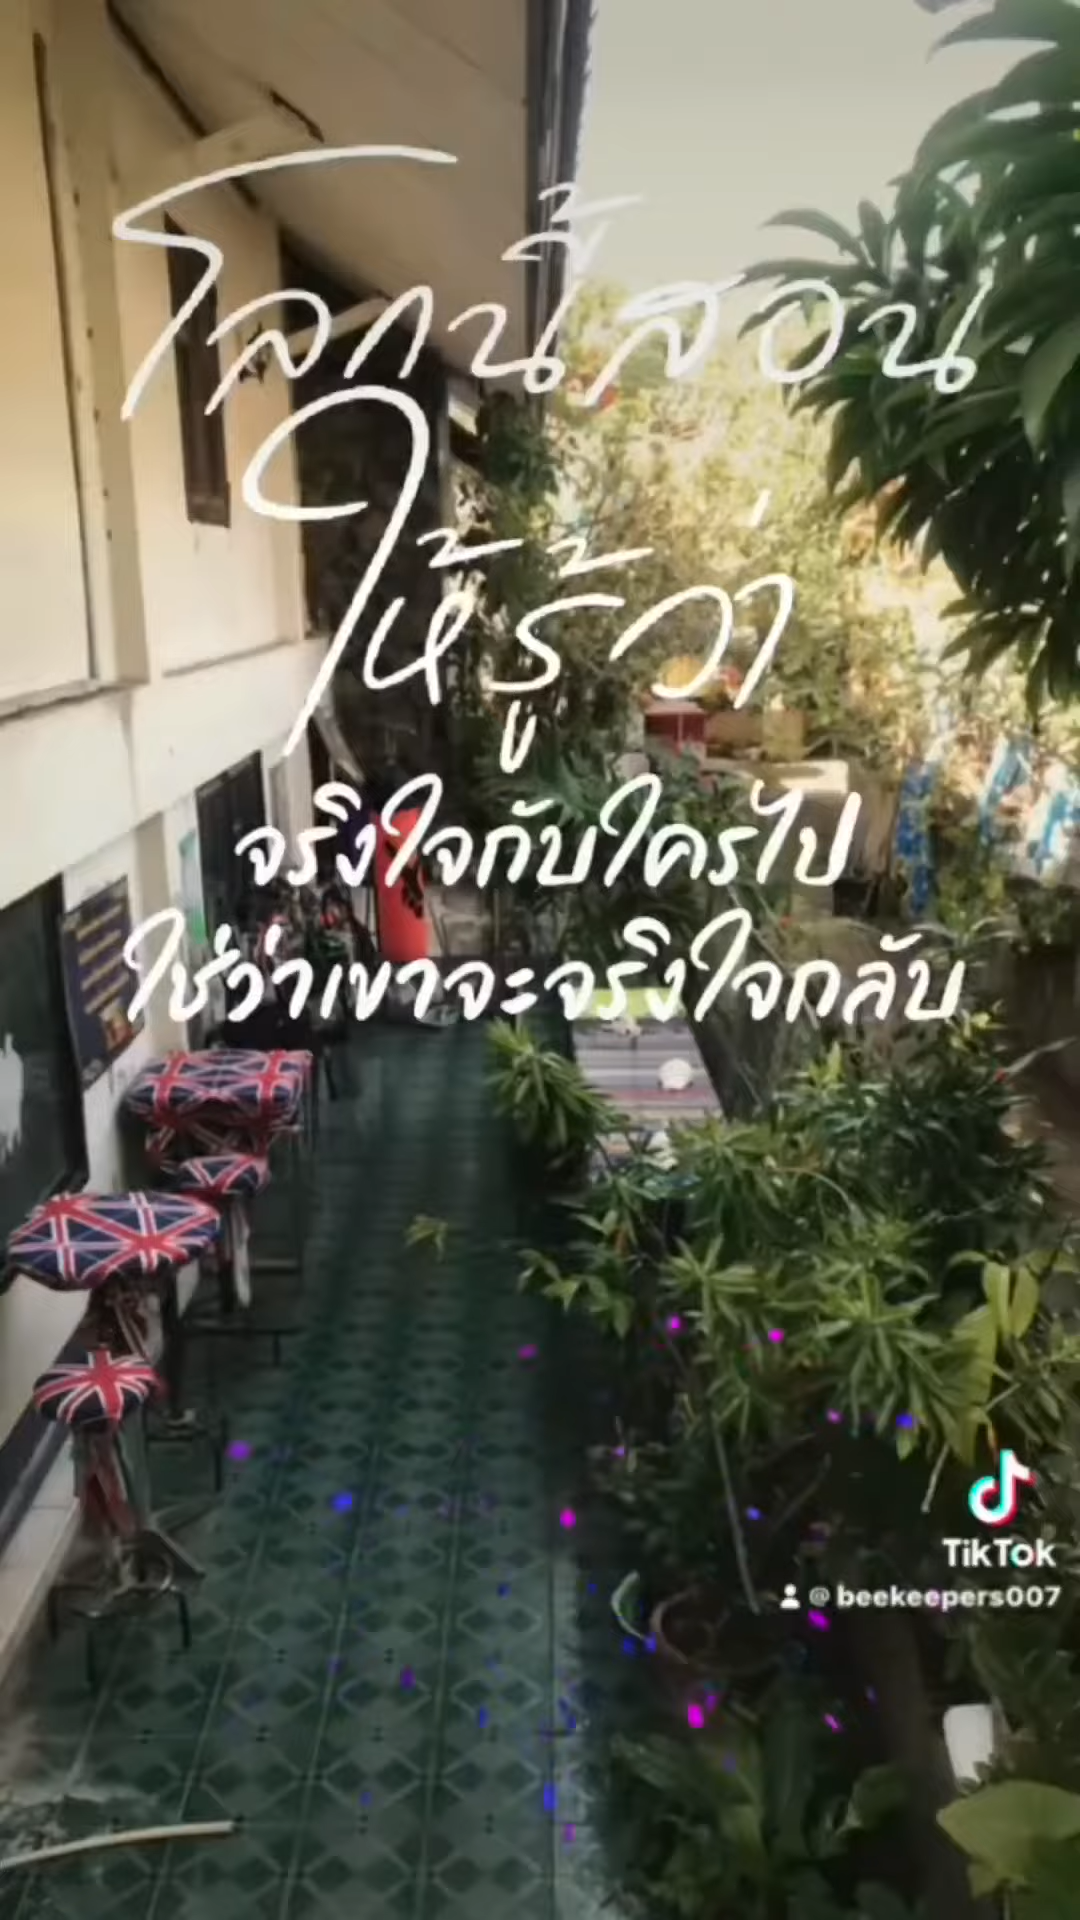 โลกนี้สอน
ให้รู้ว่า
จริงใจกับใครไป
ใช่ว่าเขาจะจริงใจกลับ
TikTok
@beekeepers007